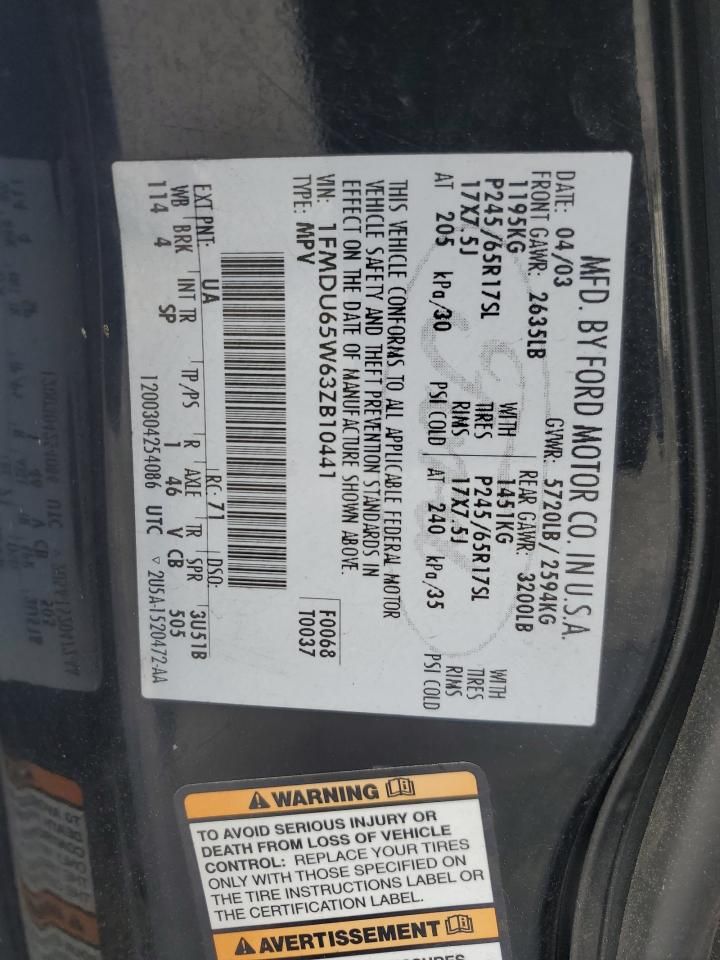 MFD. BY FORD MOTOR CO. IN U.S.A.
DATE: 04/03 GVWR: 5720LB/ 2594KG
FRONT GAWR: 2635LB REAR GAWR: 3200LB
1195KG WITH 1451KG WITH
P245/65R17SL TIRES P245/65R17SL TIRES
17X7.5J RIMS 17X7.5J RIMS
AT 205 kPa/30 PSI COLD AT 240 kPa/35 PSI COLD
THIS VEHICLE CONFORMS TO ALL APPLICABLE FEDERAL MOTOR
VEHICLE SAFETY AND THEFT PREVENTION STANDARDS IN
EFFECT ON THE DATE OF MANUFACTURE SHOWN ABOVE.
VIN: 1FMDU65W63ZB10441 F0068
TYPE: MPV T0037
EXT PNT: UA RC: 71 DSO:
WB BRK INT TR TP/PS R AXLE TR SPR 3U51B
114 4 SP 1 46 V CB 505
1200304254086 UTC ▽ 2U5A-1520472-AA
WARNING
TO AVOID SERIOUS INJURY OR
DEATH FROM LOSS OF VEHICLE
CONTROL: REPLACE YOUR TIRES
ONLY WITH THOSE SPECIFIED ON
THE TIRE INSTRUCTIONS LABEL OR
THE CERTIFICATION LABEL.
AVERTISSEMENT